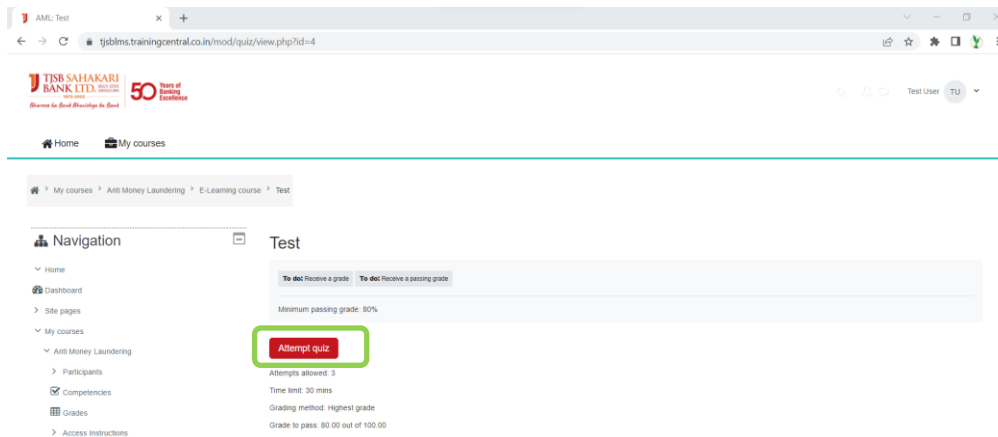 AML: Test
tjsblms.trainingcentral.co.in/mod/quiz/view.php?id=4
TJSB SAHAKARI
BANK LTD.
50 Years of Banking Excellence
Test User TU
Home My courses
My courses > Anti Money Laundering > E-Learning course > Test
Navigation
Home
Dashboard
Site pages
My courses
Anti Money Laundering
Participants
Competencies
Grades
Access Instructions
Test
To do: Receive a grade To do: Receive a passing grade
Minimum passing grade: 80%
Attempt quiz
Attempts allowed: 3
Time limit: 30 mins
Grading method: Highest grade
Grade to pass: 80.00 out of 100.00